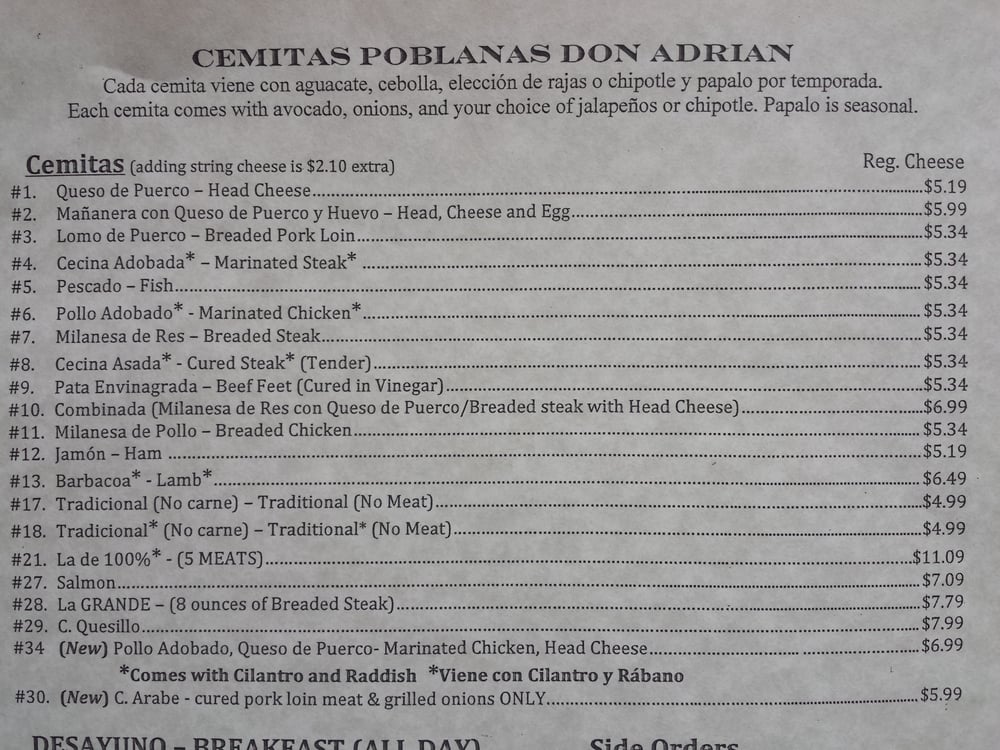 CEMITAS POBLANAS DON ADRIAN
Cada cemita viene con aguacate, cebolla, elección de rajas o chipotle y papalo por temporada.
Each cemita comes with avocado, onions, and your choice of jalapeños or chipotle. Papalo is seasonal.
Cemitas (adding string cheese is $2.10 extra) Reg. Cheese
#1. Queso de Puerco – Head Cheese $5.19
#2. Mañanera con Queso de Puerco y Huevo – Head, Cheese and Egg $5.99
#3. Lomo de Puerco – Breaded Pork Loin $5.34
#4. Cecina Adobada* – Marinated Steak* $5.34
#5. Pescado – Fish $5.34
#6. Pollo Adobado* - Marinated Chicken* $5.34
#7. Milanesa de Res – Breaded Steak $5.34
#8. Cecina Asada* - Cured Steak* (Tender) $5.34
#9. Pata Envinagrada – Beef Feet (Cured in Vinegar) $5.34
#10. Combinada (Milanesa de Res con Queso de Puerco/Breaded steak with Head Cheese) $6.99
#11. Milanesa de Pollo – Breaded Chicken $5.34
#12. Jamón – Ham $5.19
#13. Barbacoa* - Lamb* $6.49
#17. Tradicional (No carne) – Traditional (No Meat) $4.99
#18. Tradicional* (No carne) – Traditional* (No Meat) $4.99
#21. La de 100%* - (5 MEATS) $11.09
#27. Salmon $7.09
#28. La GRANDE – (8 ounces of Breaded Steak) $7.79
#29. C. Quesillo $7.99
#34 (New) Pollo Adobado, Queso de Puerco- Marinated Chicken, Head Cheese $6.99
*Comes with Cilantro and Raddish *Viene con Cilantro y Rábano
#30. (New) C. Arabe - cured pork loin meat & grilled onions ONLY $5.99
DESAYUNO – BREAKFAST (ALL DAY) Side Orders